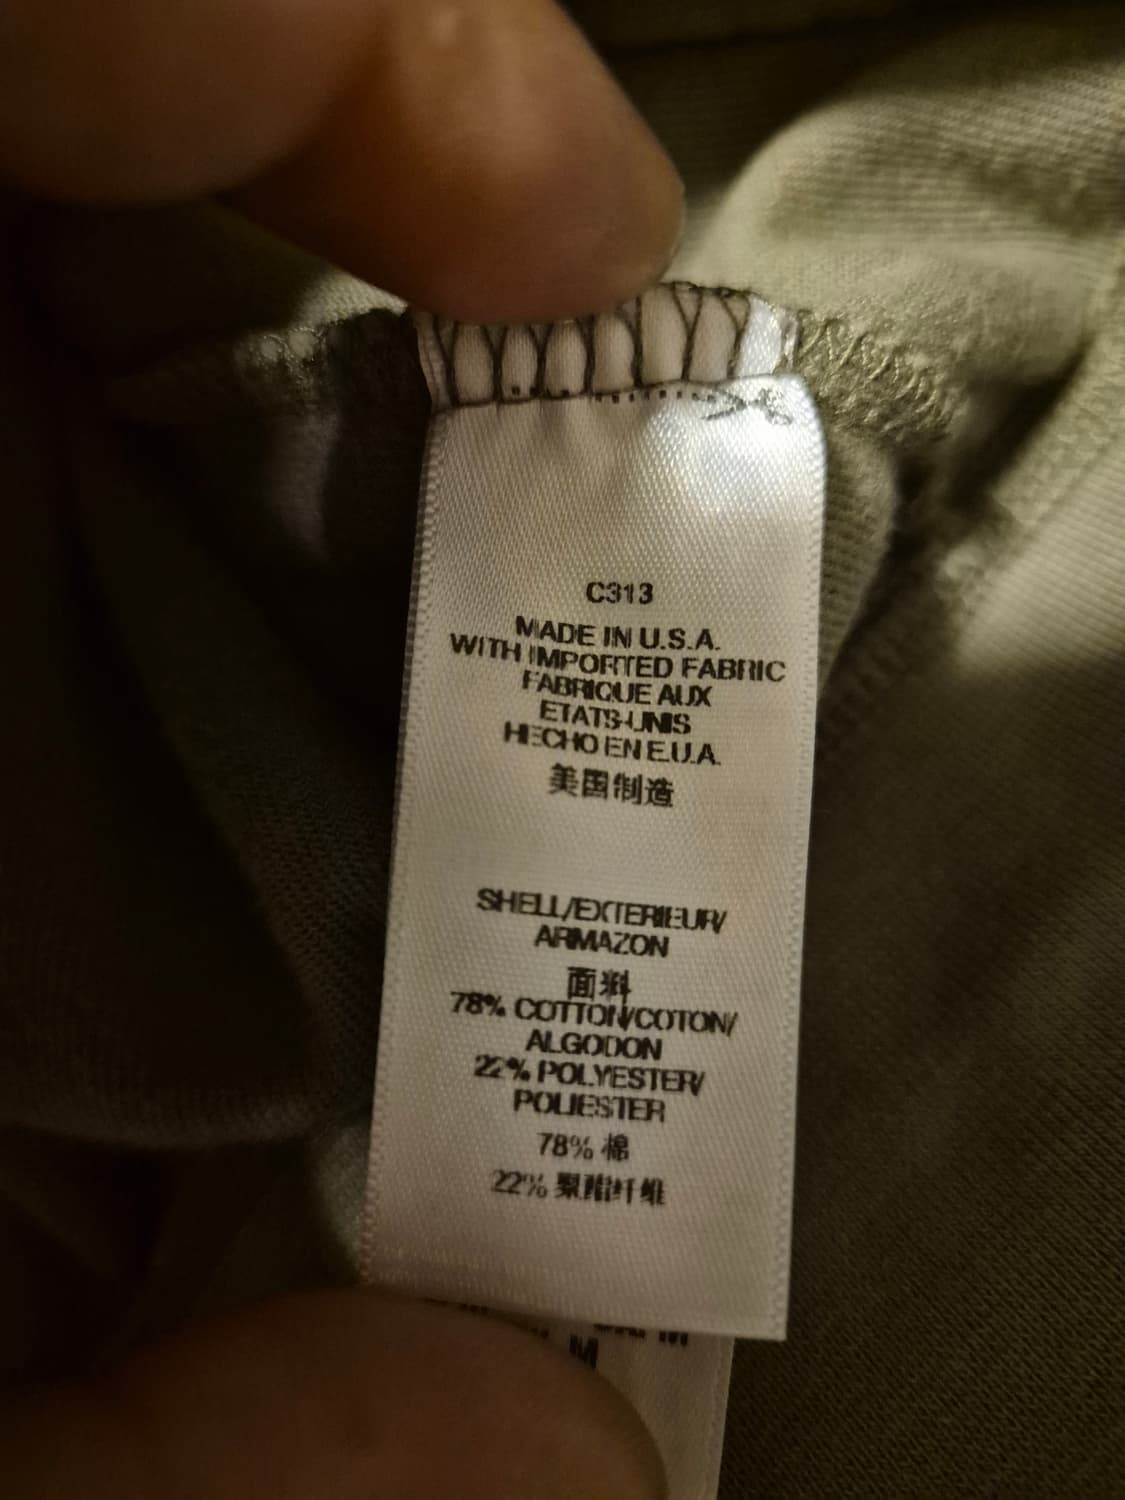 C313
MADE IN U.S.A.
WITH IMPORTED FABRIC
FABRIQUE AUX
ETATS-UNIS
HECHO EN E.U.A.
美国制造
SHELL/EXTERIEUR/
ARMAZON
面料
78% COTTON/COTON/
ALGODON
22% POLYESTER/
POLIESTER
78% 棉
22% 聚酯纤维
M